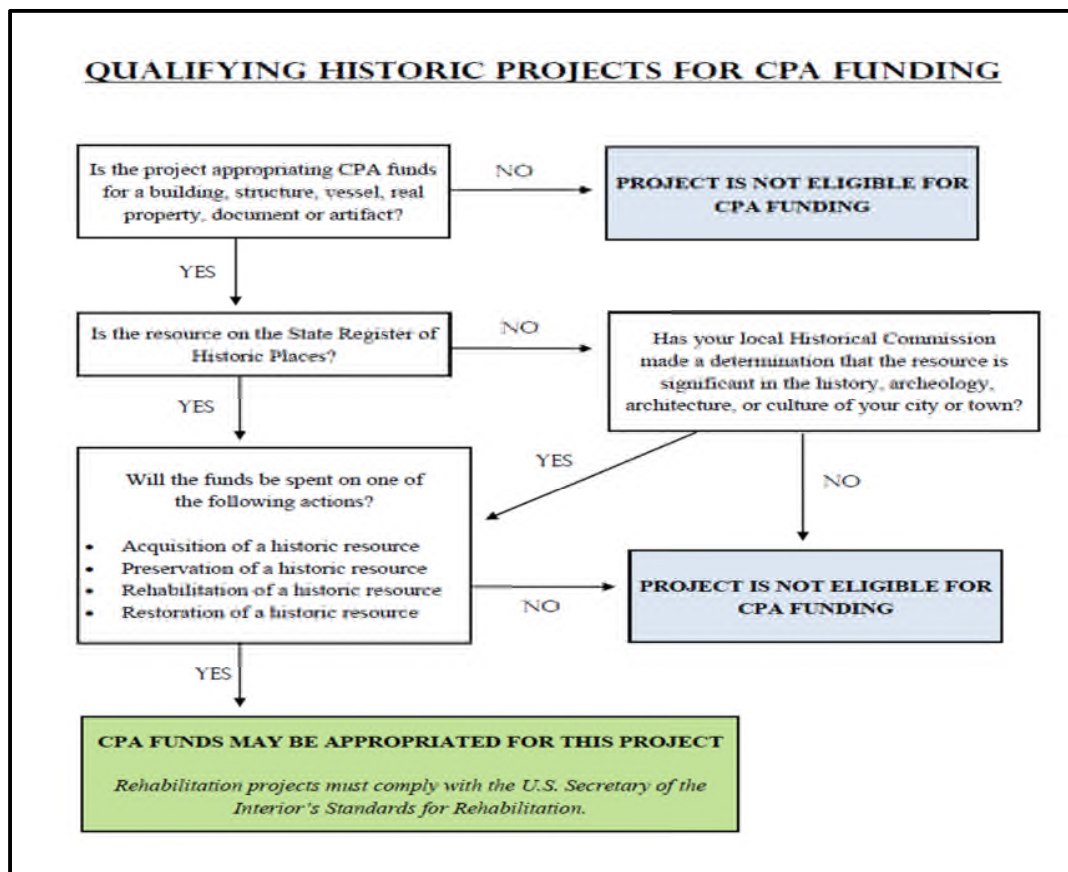 QUALIFYING HISTORIC PROJECTS FOR CPA FUNDING
Is the project appropriating CPA funds
for a building, structure, vessel, real
property, document or artifact?
NO
PROJECT IS NOT ELIGIBLE FOR
CPA FUNDING
YES
Is the resource on the State Register of
Historic Places?
NO
Has your local Historical Commission
made a determination that the resource is
significant in the history, archeology,
architecture, or culture of your city or town?
YES
Will the funds be spent on one of
the following actions?
• Acquisition of a historic resource
• Preservation of a historic resource
• Rehabilitation of a historic resource
• Restoration of a historic resource
YES
NO
NO
PROJECT IS NOT ELIGIBLE FOR
CPA FUNDING
YES
CPA FUNDS MAY BE APPROPRIATED FOR THIS PROJECT
Rehabilitation projects must comply with the U.S. Secretary of the
Interior's Standards for Rehabilitation.